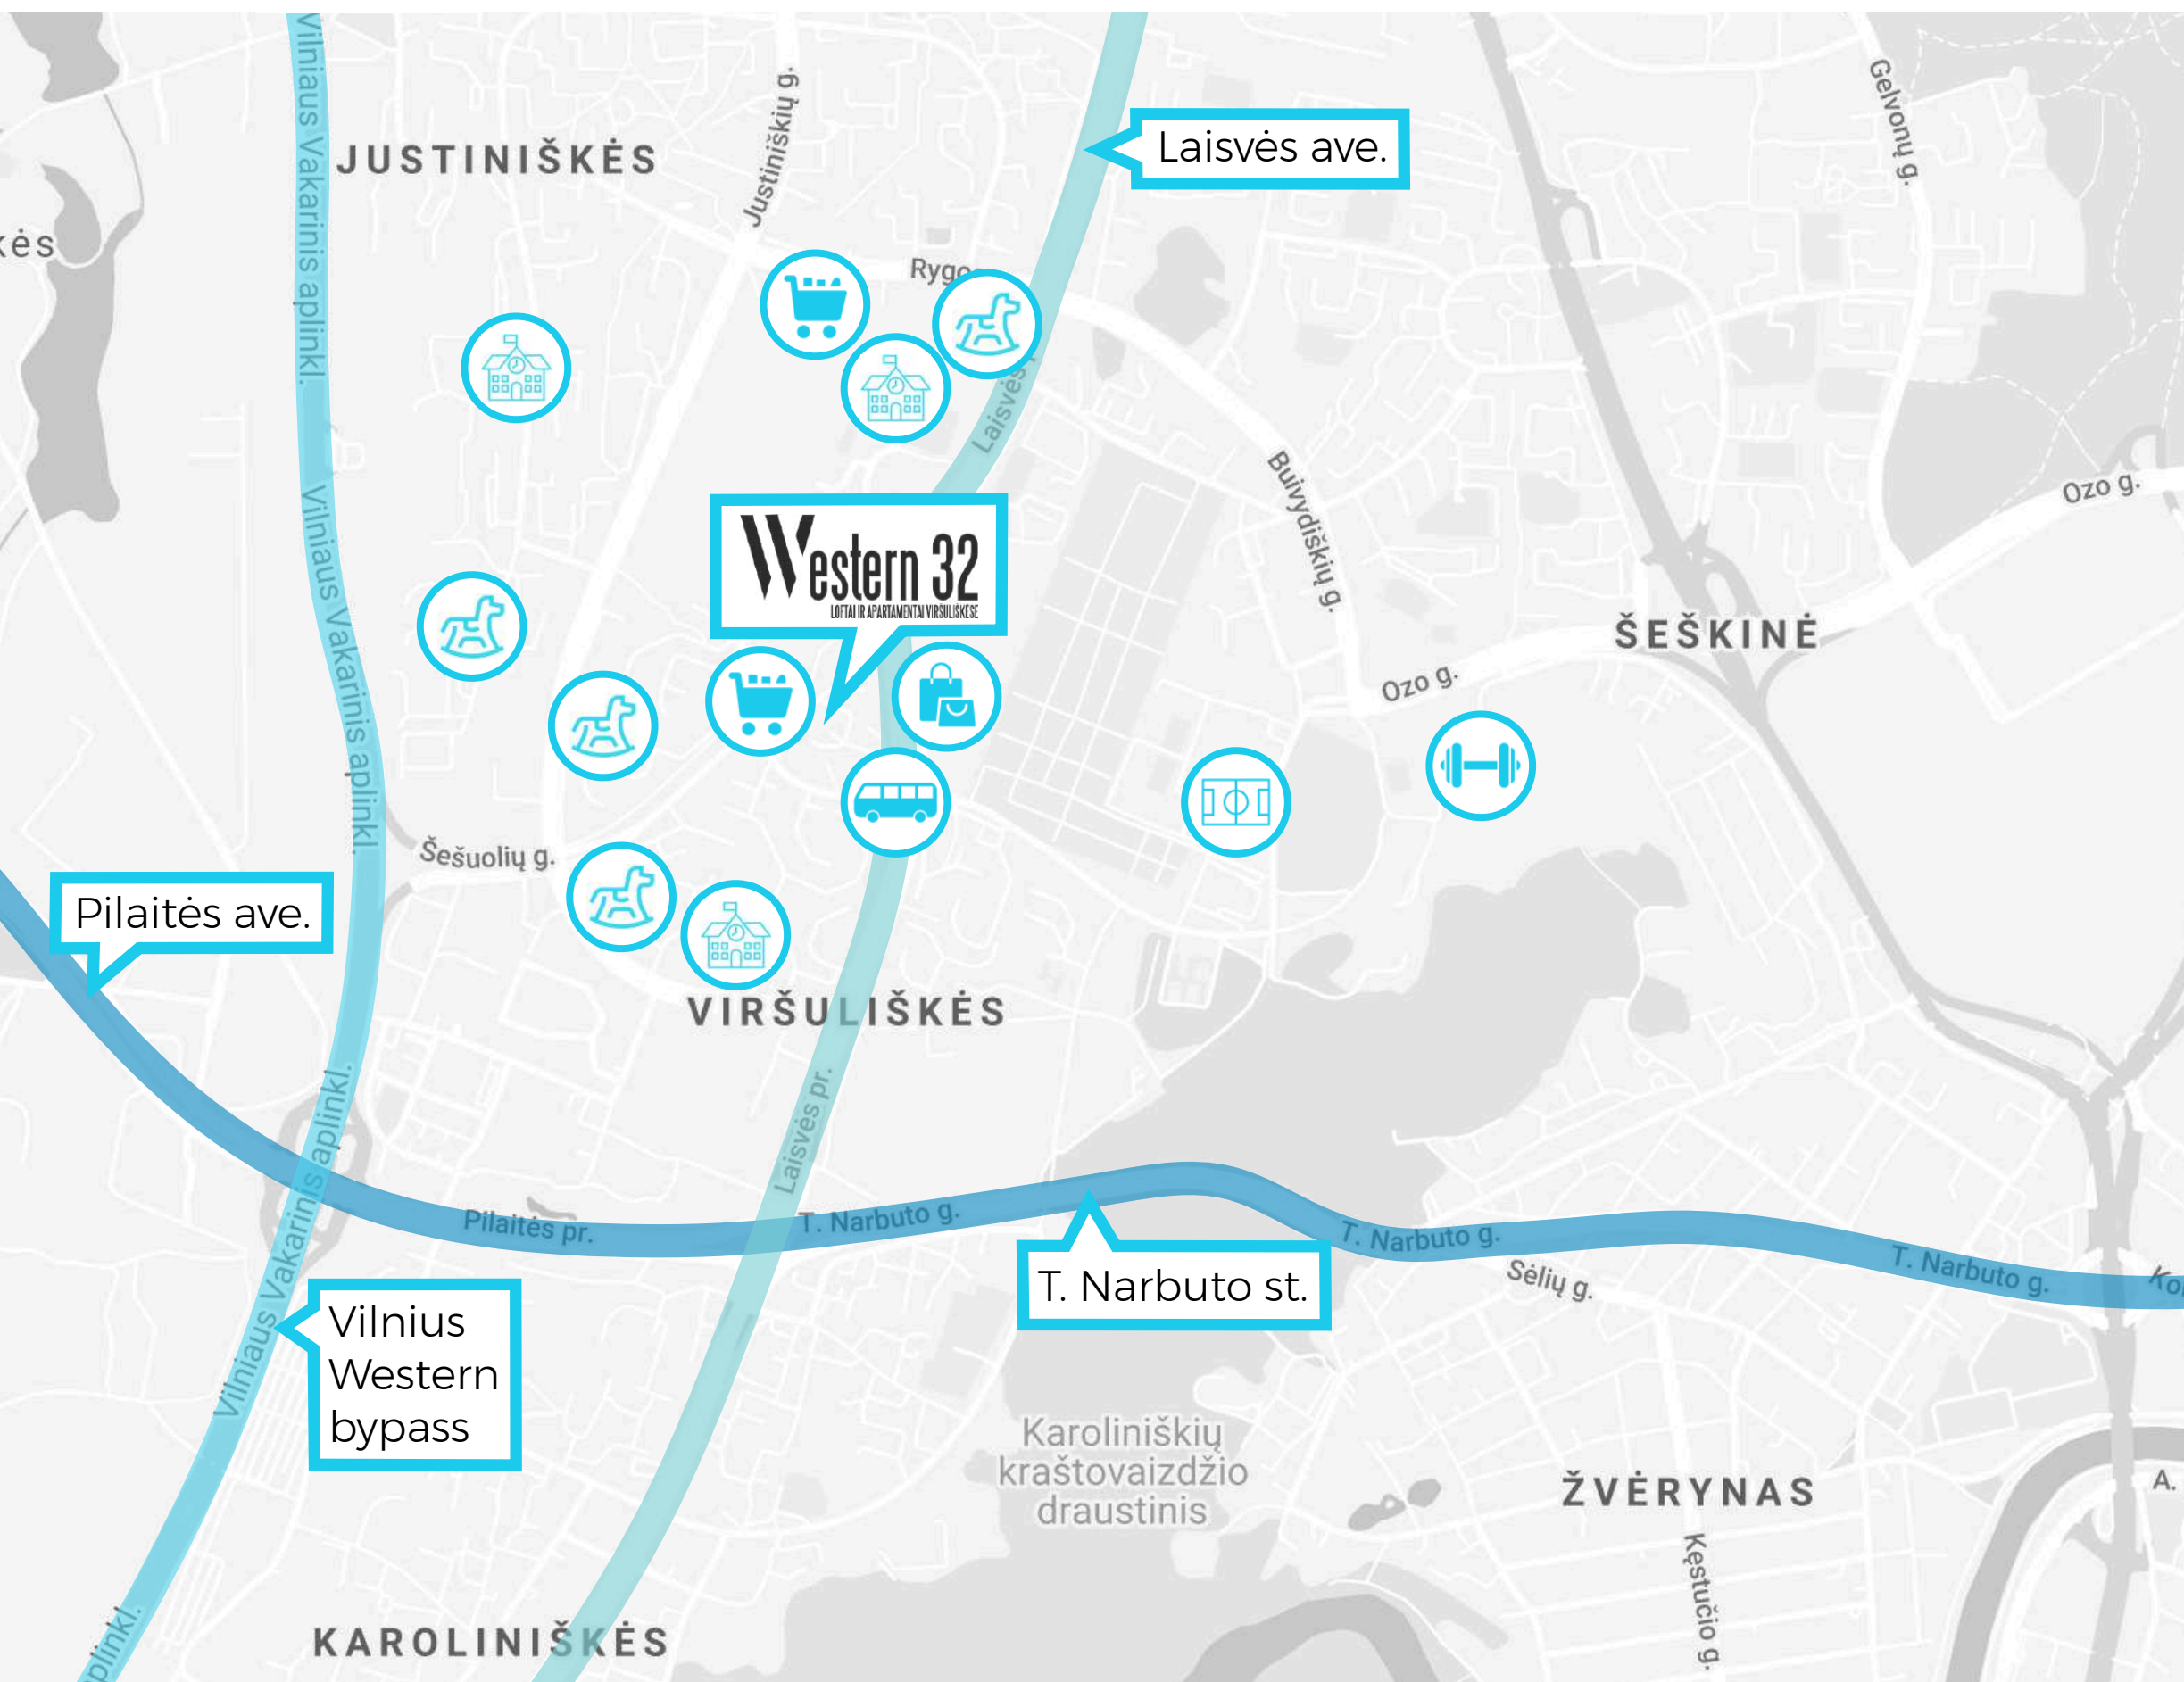 Vilniaus Vakarinis aplinkl.
Gelvonų g.
Justiniškių g.
Laisvės ave.
JUSTINIŠKĖS
kės
Laisvės
Buivydiškių g.
Ozo g.
Western 32
LOFTAI IR APARTAMENTAI VIRŠULIŠKĖSE
Vilniaus Vakarinis aplinkl.
ŠEŠKINĖ
Ozo g.
Šešuolių g.
Pilaitės ave.
VIRŠULIŠKĖS
Laisvės pr.
Vilniaus Vakarinis aplinkl.
Pilaitės pr.
T. Narbuto g.
T. Narbuto g.
T. Narbuto g.
Sėlių g.
T. Narbuto st.
Vilnius
Western
bypass
Karoliniškių
kraštovaizdžio
draustinis
ŽVĖRYNAS
A.
Kęstučio g.
KAROLINIŠKĖS